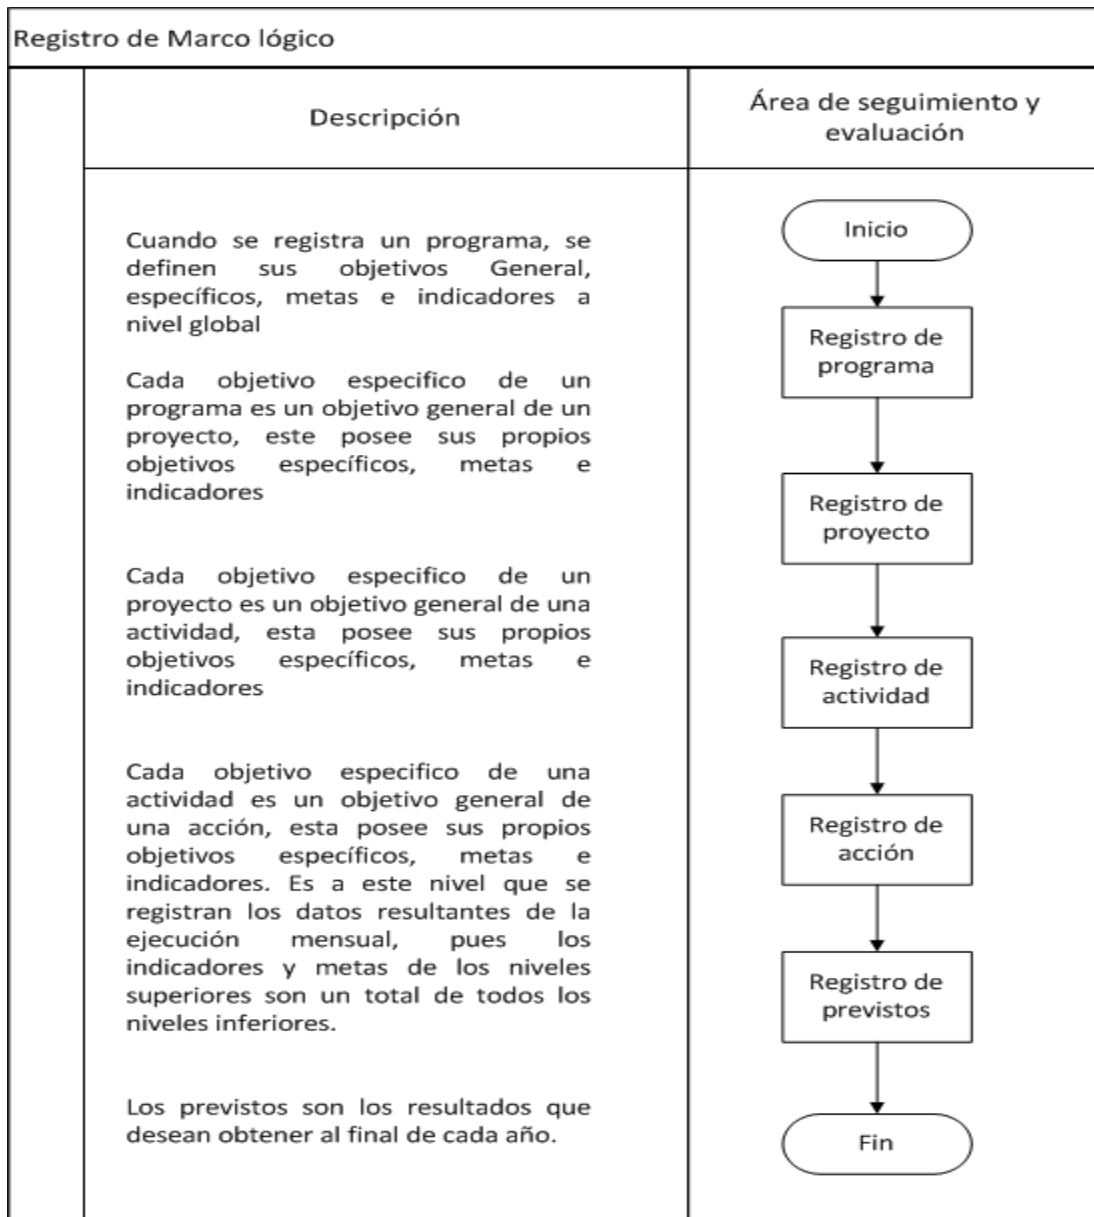 Registro de Marco lógico
Descripción
Área de seguimiento y
evaluación
Cuando se registra un programa, se
definen sus objetivos General,
específicos, metas e indicadores a
nivel global
Cada objetivo especifico de un
programa es un objetivo general de un
proyecto, este posee sus propios
objetivos específicos, metas e
indicadores
Cada objetivo especifico de un
proyecto es un objetivo general de una
actividad, esta posee sus propios
objetivos específicos, metas e
indicadores
Cada objetivo especifico de una
actividad es un objetivo general de
una acción, esta posee sus propios
objetivos específicos, metas e
indicadores. Es a este nivel que se
registran los datos resultantes de la
ejecución mensual, pues los
indicadores y metas de los niveles
superiores son un total de todos los
niveles inferiores.
Los previstos son los resultados que
desean obtener al final de cada año.
Inicio
Registro de
programa
Registro de
proyecto
Registro de
actividad
Registro de
acción
Registro de
previstos
Fin